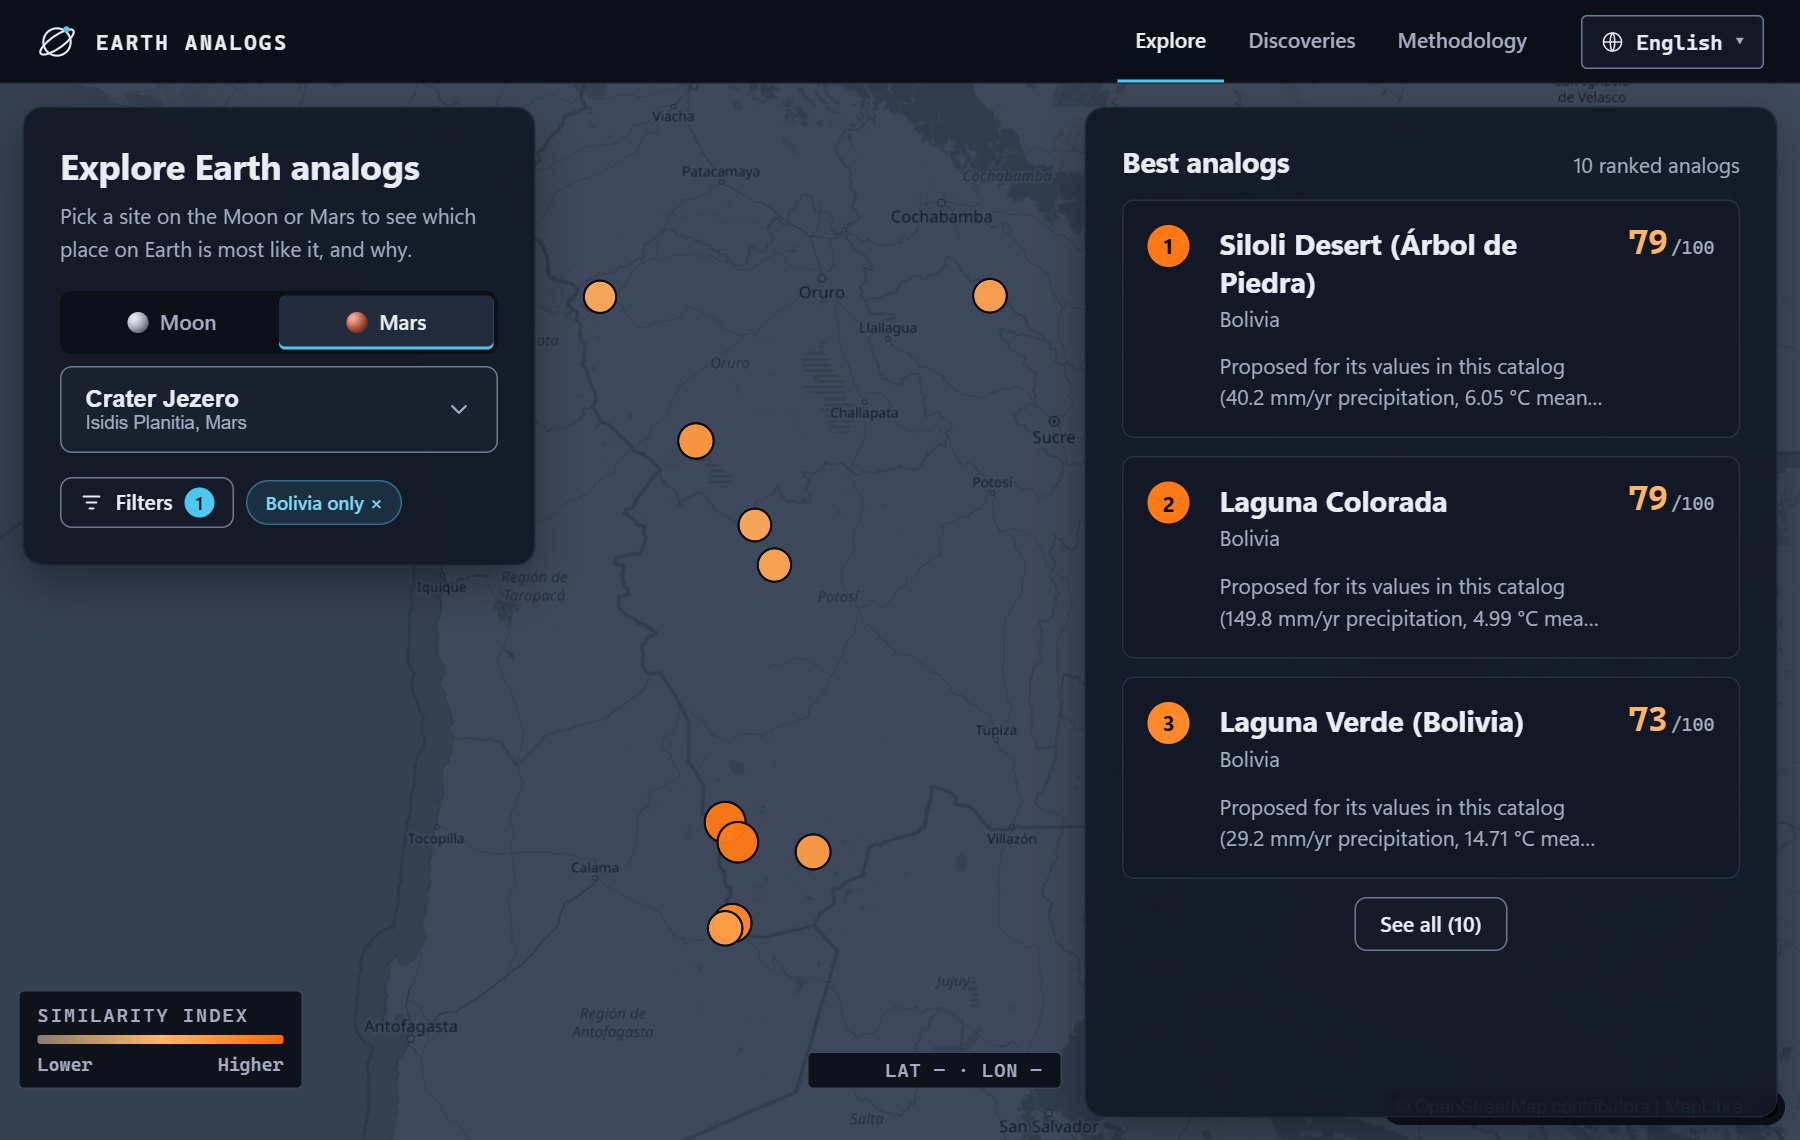 EARTH ANALOGS
Explore
Discoveries
Methodology
English
Explore Earth analogs
Pick a site on the Moon or Mars to see which
place on Earth is most like it, and why.
Moon
Mars
Crater Jezero
Isidis Planitia, Mars
Filters 1
Bolivia only ×
Best analogs
10 ranked analogs
1
Siloli Desert (Árbol de
Piedra)
79/100
Bolivia
Proposed for its values in this catalog
(40.2 mm/yr precipitation, 6.05 °C mean...
2
Laguna Colorada
79/100
Bolivia
Proposed for its values in this catalog
(149.8 mm/yr precipitation, 4.99 °C mea...
3
Laguna Verde (Bolivia)
73/100
Bolivia
Proposed for its values in this catalog
(29.2 mm/yr precipitation, 14.71 °C mea...
See all (10)
de Velasco
Viacha
Patacamaya
Cochabamba
Cochabamba
Oruro
Llallagua
Oruro
Challapata
Sucre
Potosí
Iquique
Región de
Tarapacá
Potosí
Tupiza
Tocopilla
Calama
Villazón
Jujuy
Antofagasta
Región de
Antofagasta
Salta
San Salvador
SIMILARITY INDEX
Lower
Higher
LAT — · LON —
© OpenStreetMap contributors | MapLibre